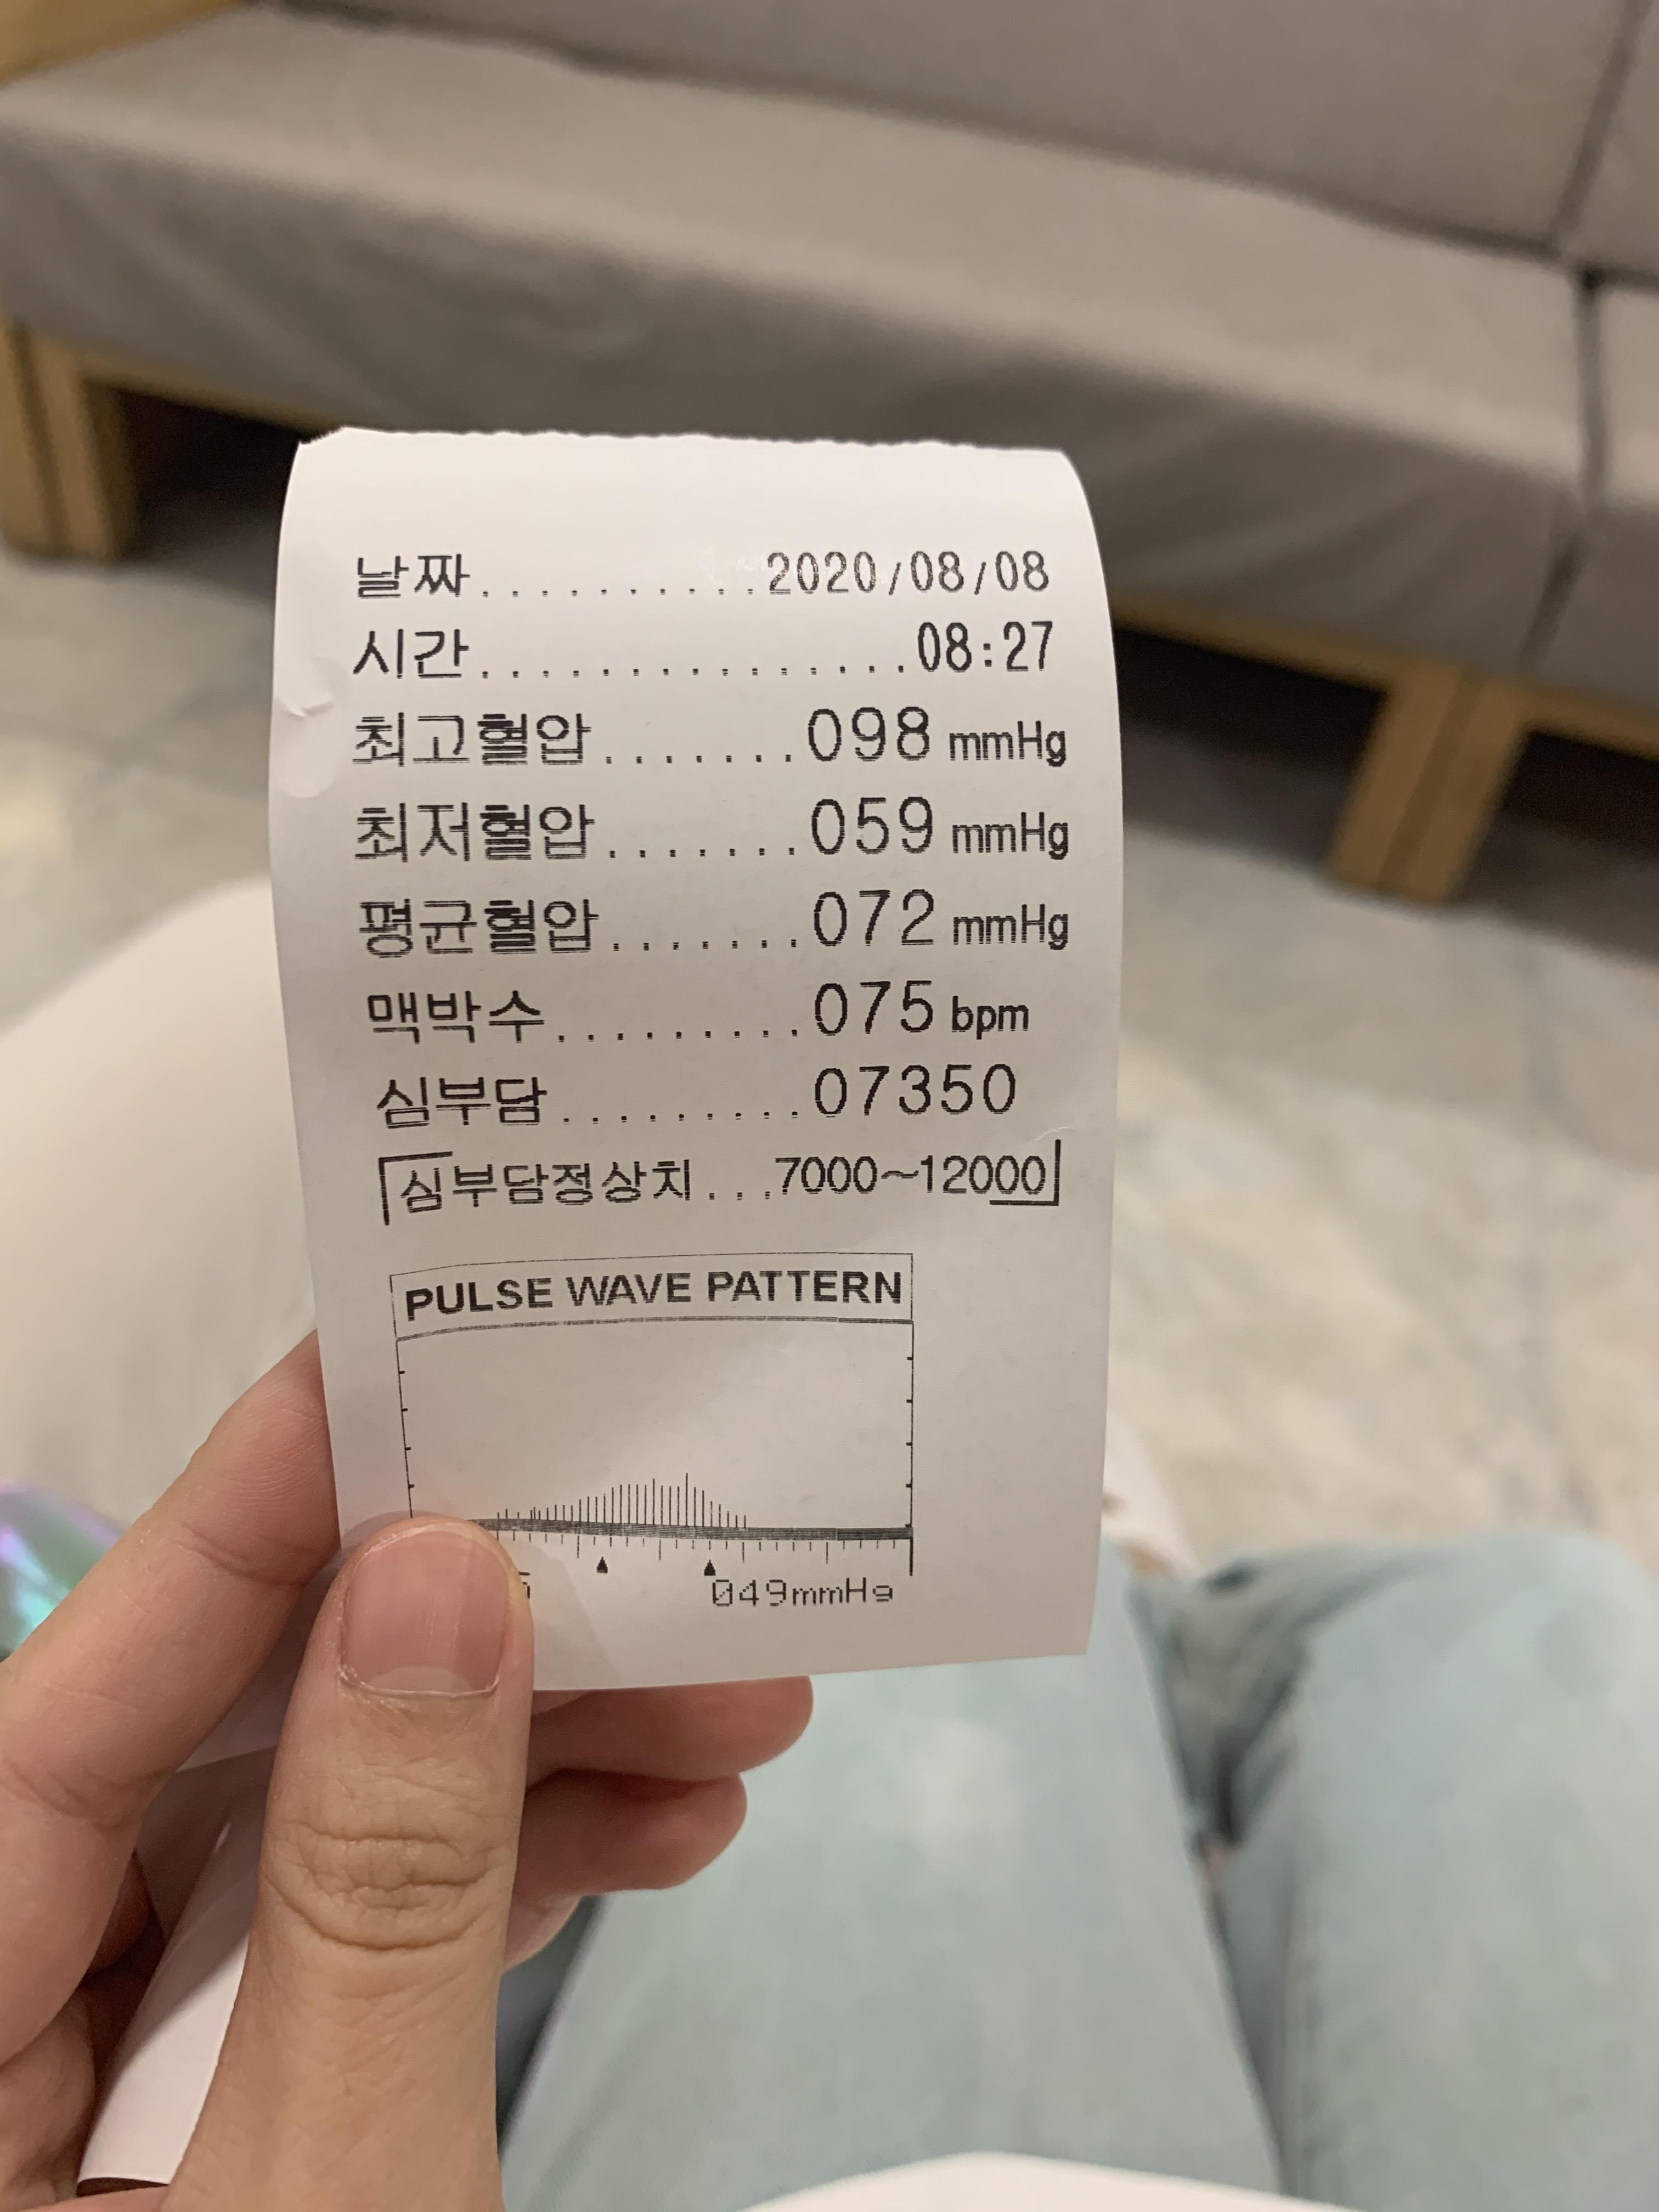 날짜..........2020/08/08
시간...............08:27
최고혈압.......098 mmHg
최저혈압.......059 mmHg
평균혈압.......072 mmHg
맥박수.........075 bpm
심부담.........07350
심부담정상치...7000~12000
PULSE WAVE PATTERN
049mmHg